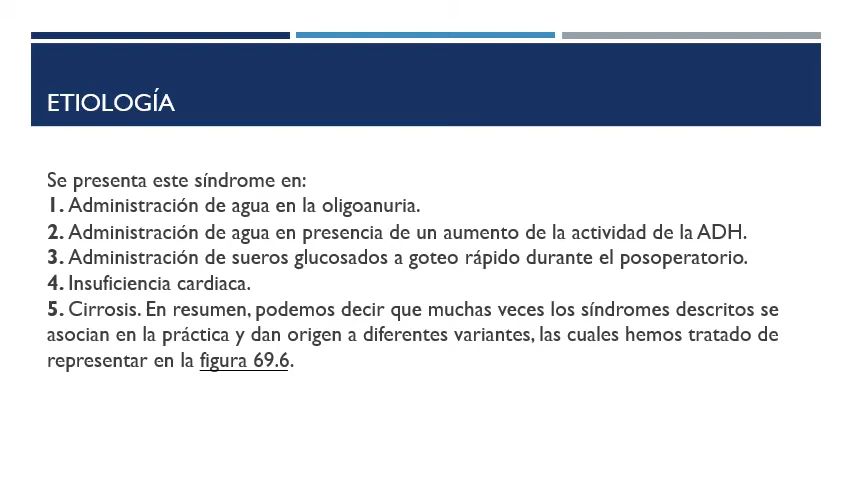 ETIOLOGÍA
Se presenta este síndrome en:
1. Administración de agua en la oligoanuria.
2. Administración de agua en presencia de un aumento de la actividad de la ADH.
3. Administración de sueros glucosados a goteo rápido durante el posoperatorio.
4. Insuficiencia cardiaca.
5. Cirrosis. En resumen, podemos decir que muchas veces los síndromes descritos se
asocian en la práctica y dan origen a diferentes variantes, las cuales hemos tratado de
representar en la figura 69.6.